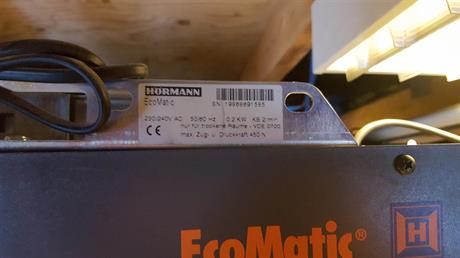 HÖRMANN
EcoMatic SN 19969691595
230/240V AC 50/60 Hz 0.2 KW KB 2 min
nur für trockene Räume - VDE 0700
CE max. Zug- u. Druckkraft 450 N
EcoMatic®
H